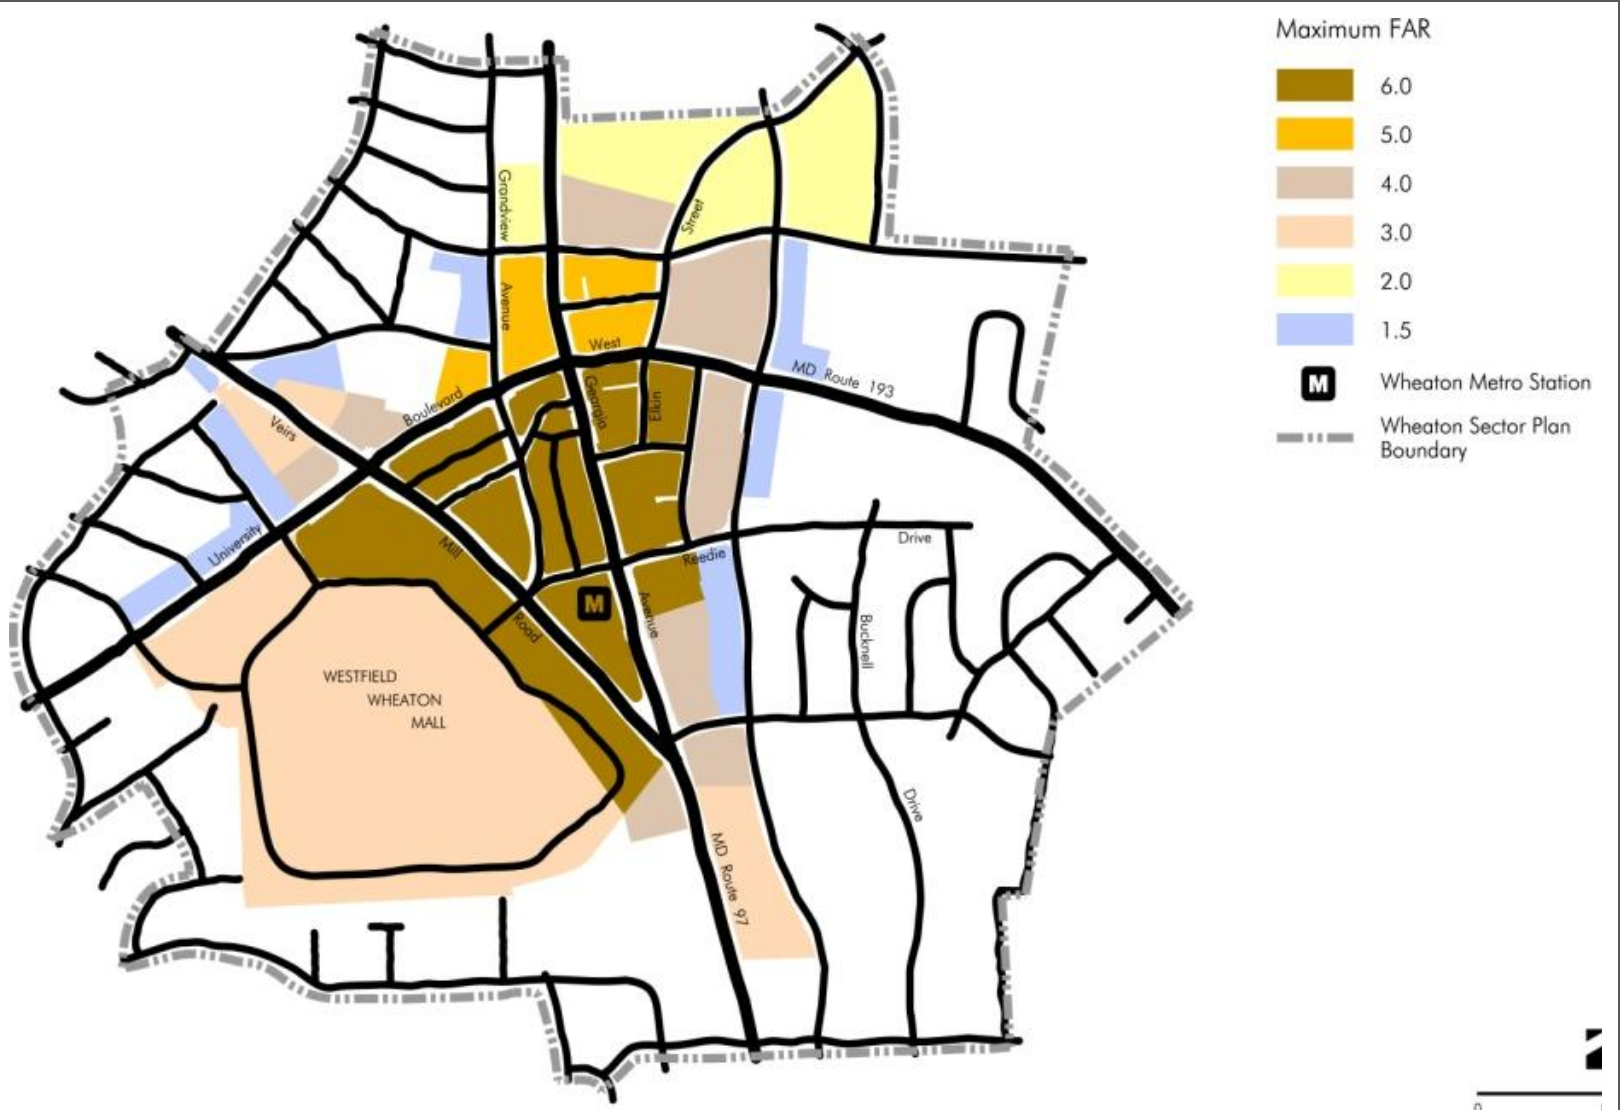 Maximum FAR
6.0
5.0
4.0
3.0
2.0
1.5
M Wheaton Metro Station
Wheaton Sector Plan
Boundary
Grandview
Avenue
Street
West
MD Route 193
Boulevard
Georgia
Elkin
Veirs
University
Mill
Reedie
Drive
M
Avenue
Road
Bucknell
WESTFIELD
WHEATON
MALL
Drive
MD Route 97
0